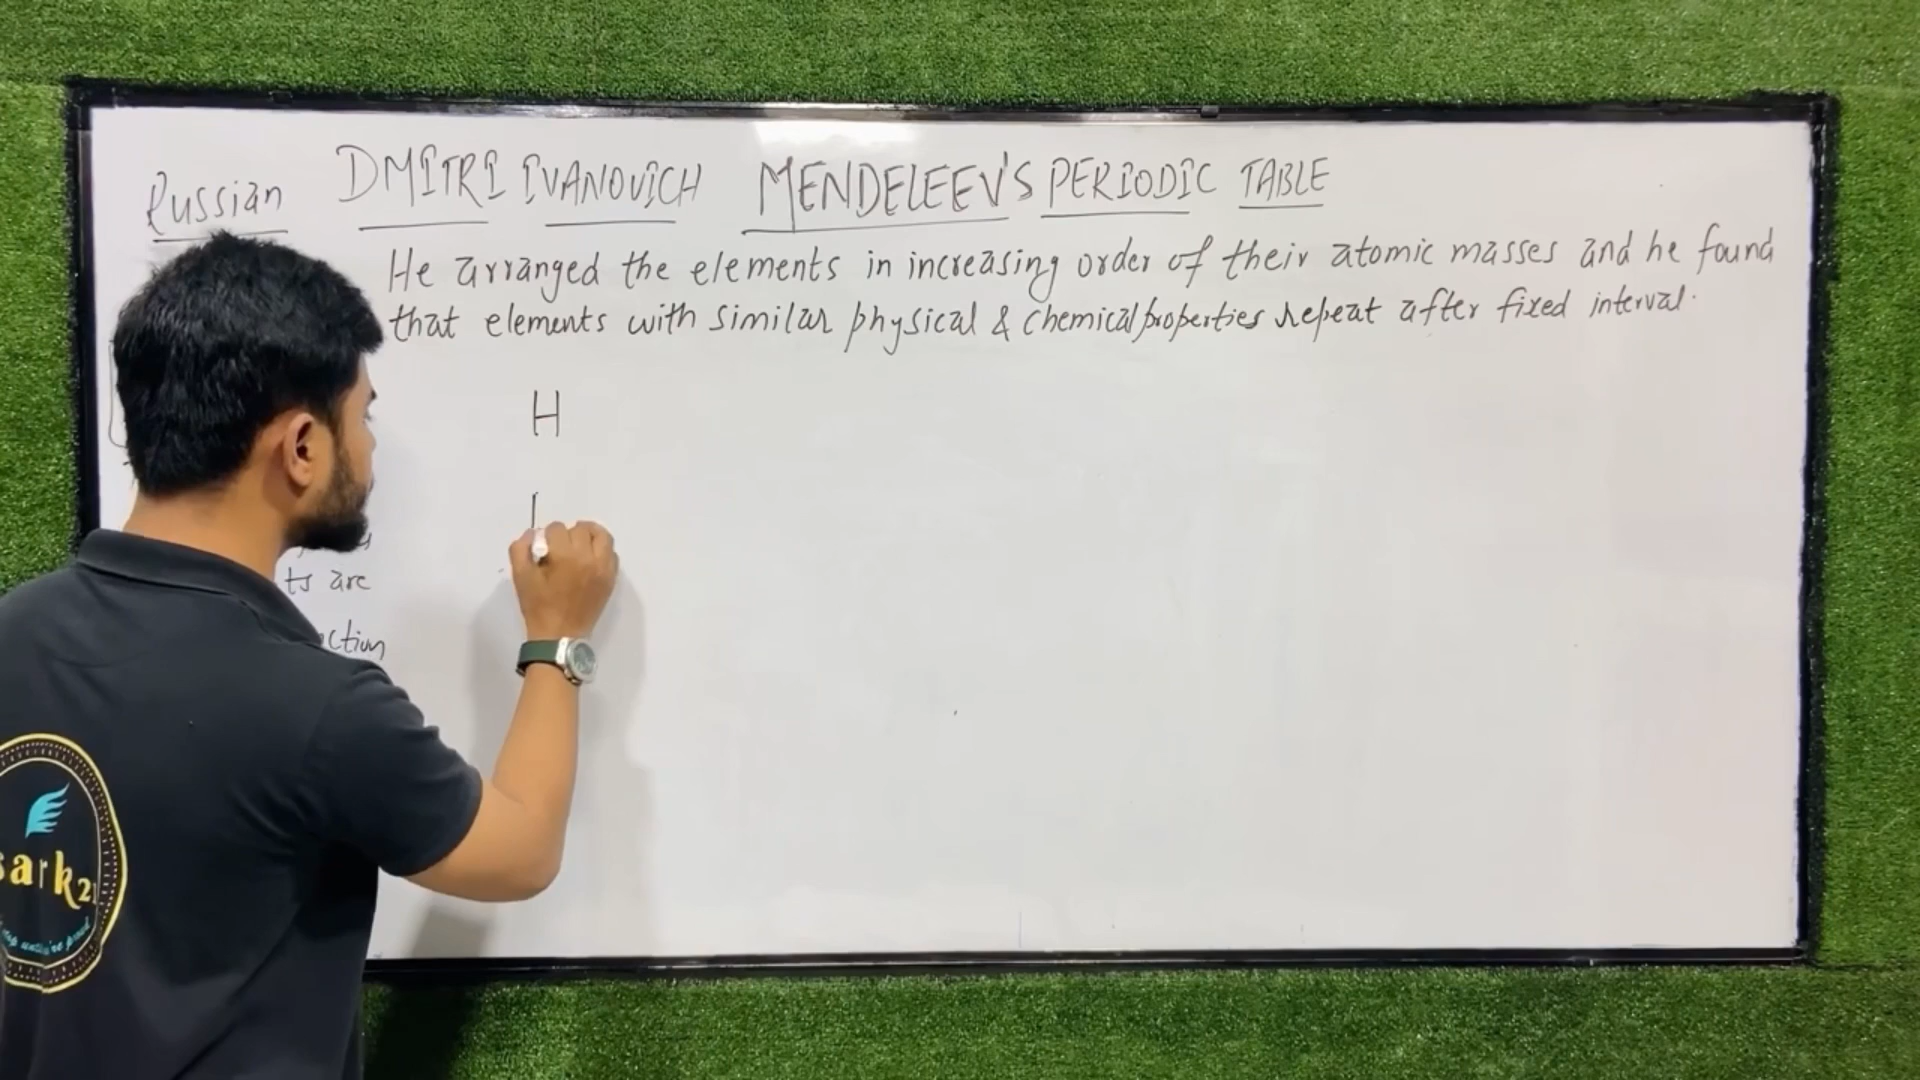 Russian DMITRI IVANOVICH MENDELEEV'S PERIODIC TABLE
He arranged the elements in increasing order of their atomic masses and he found
that elements with similar physical & chemical properties repeat after fixed interval.
H
are
sark21